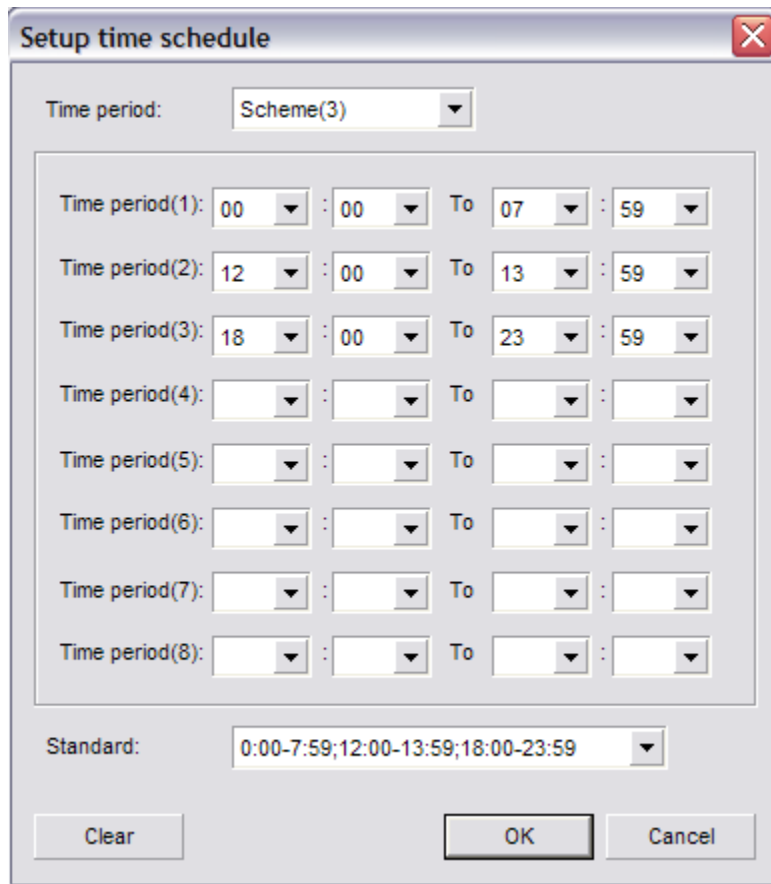 Setup time schedule
Time period: Scheme(3)
Time period(1): 00 : 00 To 07 : 59
Time period(2): 12 : 00 To 13 : 59
Time period(3): 18 : 00 To 23 : 59
Time period(4): : To :
Time period(5): : To :
Time period(6): : To :
Time period(7): : To :
Time period(8): : To :
Standard: 0:00-7:59;12:00-13:59;18:00-23:59
Clear OK Cancel